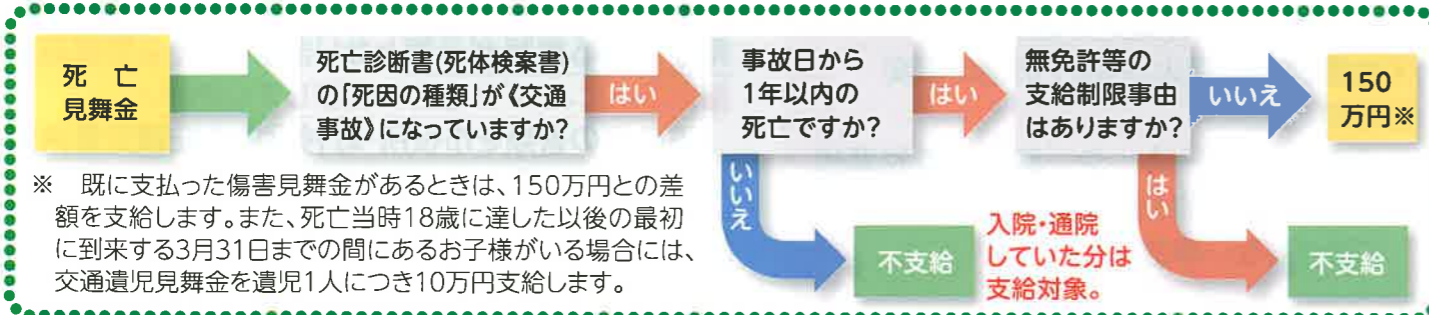 死　亡
見舞金
死亡診断書(死体検案書)
の「死因の種類」が《交通
事故》になっていますか?
はい
事故日から
1年以内の
死亡ですか?
はい
無免許等の
支給制限事由
はありますか?
いいえ
150
万円※
いいえ
不支給
入院・通院
していた分は
支給対象。
はい
不支給
※　既に支払った傷害見舞金があるときは、150万円との差
額を支給します。また、死亡当時18歳に達した以後の最初
に到来する3月31日までの間にあるお子様がいる場合には、
交通遺児見舞金を遺児1人につき10万円支給します。